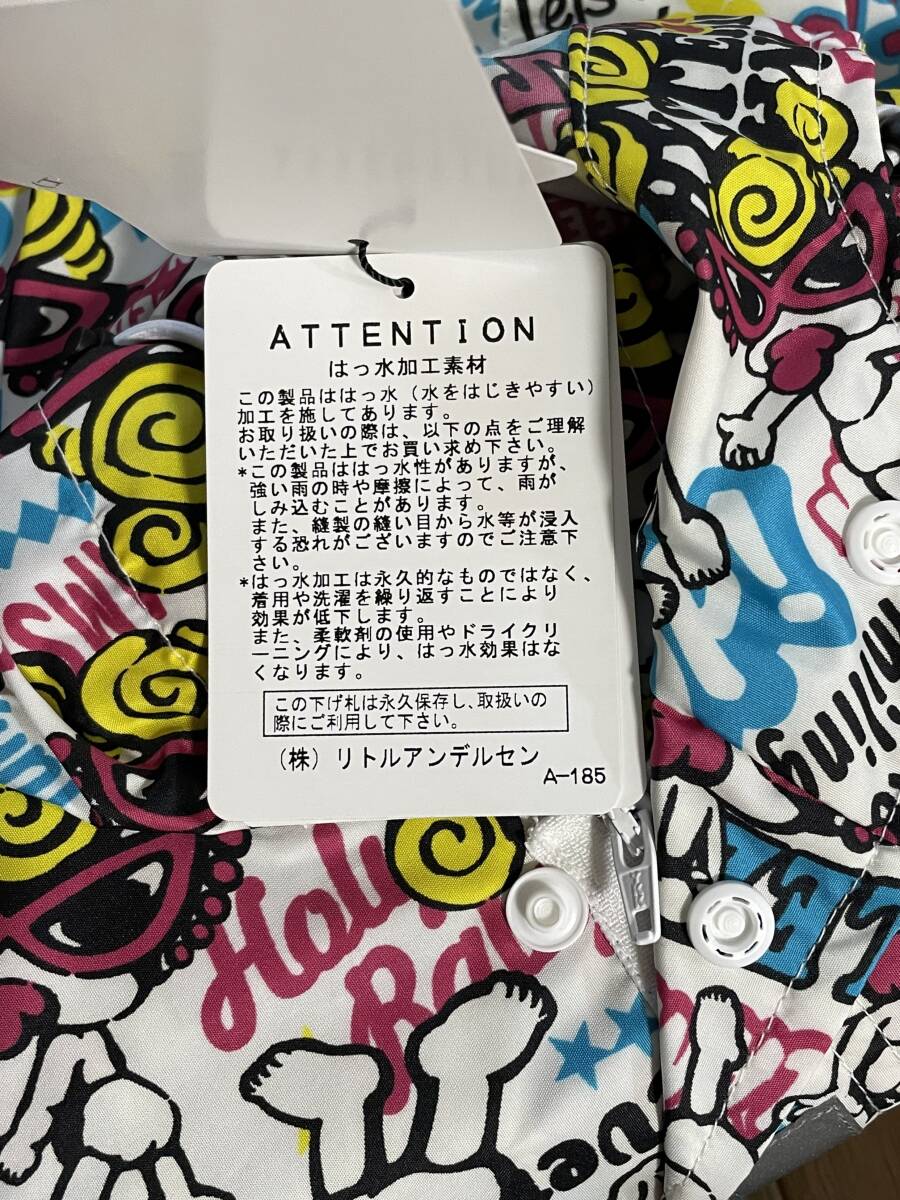 ATTENTION
はっ水加工素材
この製品ははっ水（水をはじきやすい）
加工を施してあります。
お取り扱いの際は、以下の点をご理解
いただいた上でお買い求め下さい。
*この製品ははっ水性がありますが、
強い雨の時や摩擦によって、雨が
しみ込むことがあります。
また、縫製の縫い目から水等が浸入
する恐れがございますのでご注意下
さい。
*はっ水加工は永久的なものではなく、
着用や洗濯を繰り返すことにより
効果が低下します。
また、柔軟剤の使用やドライクリ
ーニングにより、はっ水効果はな
くなります。
この下げ札は永久保存し、取扱いの
際にご利用して下さい。
（株）リトルアンデルセン
A-185